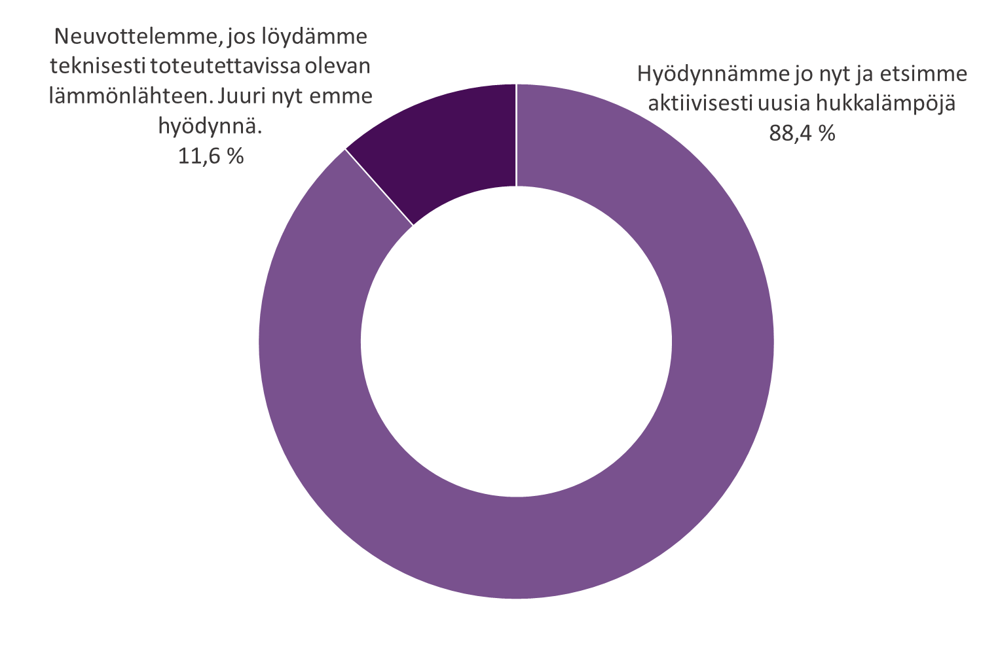 Neuvottelemme, jos löydämme
teknisesti toteutettavissa olevan
lämmönlähteen. Juuri nyt emme
hyödynnä.
11,6 %
Hyödynnämme jo nyt ja etsimme
aktiivisesti uusia hukkalämpöjä
88,4 %